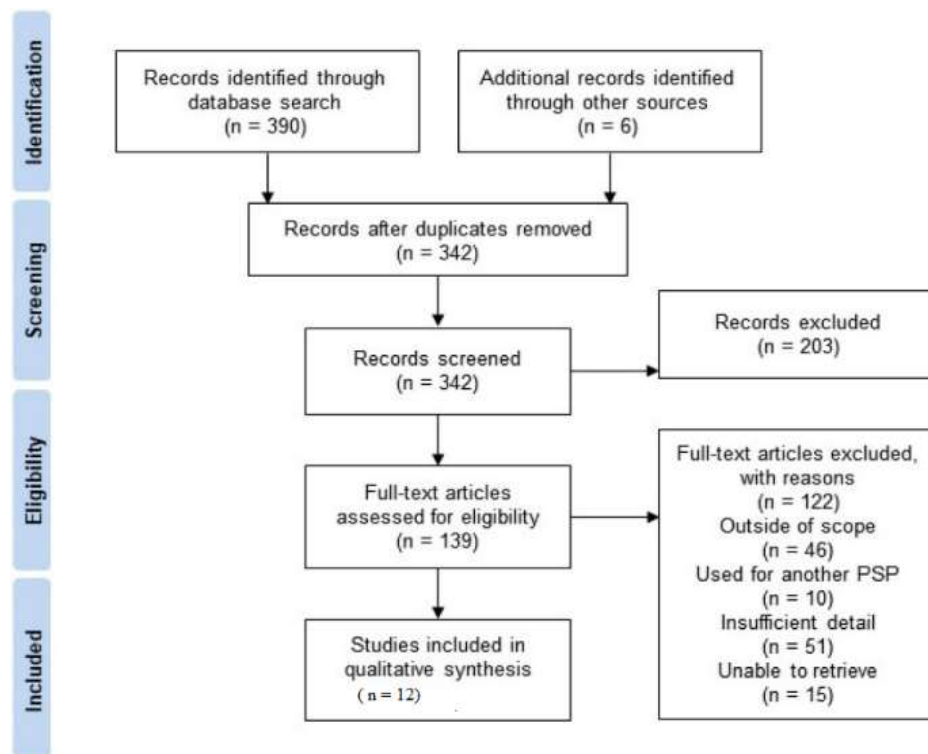 Identification
Records identified through
database search
(n = 390)
Additional records identified
through other sources
(n = 6)
Screening
Records after duplicates removed
(n = 342)
Records screened
(n = 342)
Records excluded
(n = 203)
Eligibility
Full-text articles
assessed for eligibility
(n = 139)
Full-text articles excluded,
with reasons
(n = 122)
Outside of scope
(n = 46)
Used for another PSP
(n = 10)
Insufficient detail
(n = 51)
Unable to retrieve
(n = 15)
Included
Studies included in
qualitative synthesis
( n = 12)